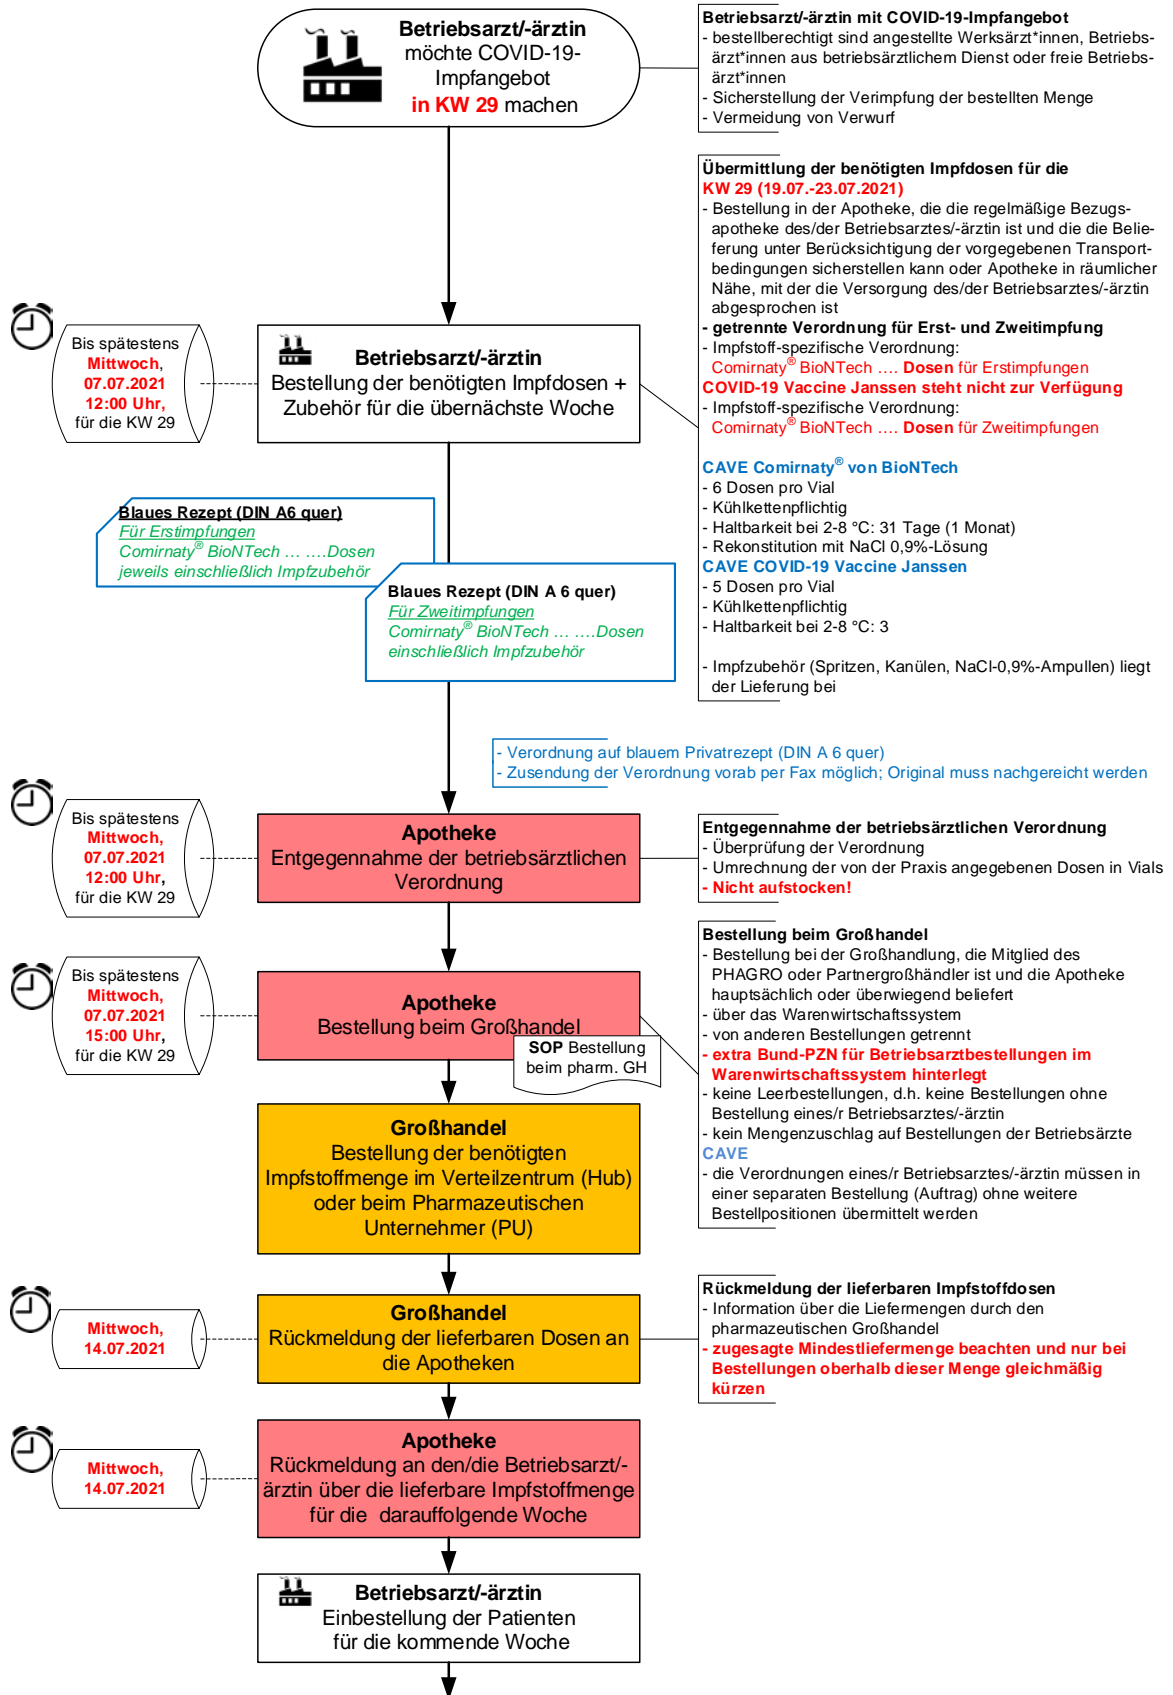 Betriebsarzt/-ärztin
möchte COVID-19-
Impfangebot
in KW 29 machen
Betriebsarzt/-ärztin mit COVID-19-Impfangebot
- bestellberechtigt sind angestellte Werksärzt*innen, Betriebs-
ärzt*innen aus betriebsärztlichem Dienst oder freie Betriebs-
ärzt*innen
- Sicherstellung der Verimpfung der bestellten Menge
- Vermeidung von Verwurf
Übermittlung der benötigten Impfdosen für die
KW 29 (19.07.-23.07.2021)
- Bestellung in der Apotheke, die die regelmäßige Bezugs-
apotheke des/der Betriebsarztes/-ärztin ist und die die Belie-
ferung unter Berücksichtigung der vorgegebenen Transport-
bedingungen sicherstellen kann oder Apotheke in räumlicher
Nähe, mit der die Versorgung des/der Betriebsarztes/-ärztin
abgesprochen ist
- getrennte Verordnung für Erst- und Zweitimpfung
- Impfstoff-spezifische Verordnung:
Comirnaty® BioNTech .... Dosen für Erstimpfungen
COVID-19 Vaccine Janssen steht nicht zur Verfügung
- Impfstoff-spezifische Verordnung:
Comirnaty® BioNTech .... Dosen für Zweitimpfungen
CAVE Comirnaty® von BioNTech
- 6 Dosen pro Vial
- Kühlkettenpflichtig
- Haltbarkeit bei 2-8 °C: 31 Tage (1 Monat)
- Rekonstitution mit NaCl 0,9%-Lösung
CAVE COVID-19 Vaccine Janssen
- 5 Dosen pro Vial
- Kühlkettenpflichtig
- Haltbarkeit bei 2-8 °C: 3
- Impfzubehör (Spritzen, Kanülen, NaCl-0,9%-Ampullen) liegt
der Lieferung bei
Bis spätestens
Mittwoch,
07.07.2021
12:00 Uhr,
für die KW 29
Betriebsarzt/-ärztin
Bestellung der benötigten Impfdosen +
Zubehör für die übernächste Woche
Blaues Rezept (DIN A6 quer)
Für Erstimpfungen
Comirnaty® BioNTech ... ....Dosen
jeweils einschließlich Impfzubehör
Blaues Rezept (DIN A 6 quer)
Für Zweitimpfungen
Comirnaty® BioNTech ... ....Dosen
einschließlich Impfzubehör
- Verordnung auf blauem Privatrezept (DIN A 6 quer)
- Zusendung der Verordnung vorab per Fax möglich; Original muss nachgereicht werden
Bis spätestens
Mittwoch,
07.07.2021
12:00 Uhr,
für die KW 29
Apotheke
Entgegennahme der betriebsärztlichen
Verordnung
Entgegennahme der betriebsärztlichen Verordnung
- Überprüfung der Verordnung
- Umrechnung der von der Praxis angegebenen Dosen in Vials
- Nicht aufstocken!
Bis spätestens
Mittwoch,
07.07.2021
15:00 Uhr,
für die KW 29
Apotheke
Bestellung beim Großhandel
SOP Bestellung
beim pharm. GH
Bestellung beim Großhandel
- Bestellung bei der Großhandlung, die Mitglied des
PHAGRO oder Partnergroßhändler ist und die Apotheke
hauptsächlich oder überwiegend beliefert
- über das Warenwirtschaftssystem
- von anderen Bestellungen getrennt
- extra Bund-PZN für Betriebsarztbestellungen im
Warenwirtschaftssystem hinterlegt
- keine Leerbestellungen, d.h. keine Bestellungen ohne
Bestellung eines/r Betriebsarztes/-ärztin
- kein Mengenzuschlag auf Bestellungen der Betriebsärzte
CAVE
- die Verordnungen eines/r Betriebsarztes/-ärztin müssen in
einer separaten Bestellung (Auftrag) ohne weitere
Bestellpositionen übermittelt werden
Großhandel
Bestellung der benötigten
Impfstoffmenge im Verteilzentrum (Hub)
oder beim Pharmazeutischen
Unternehmer (PU)
Mittwoch,
14.07.2021
Großhandel
Rückmeldung der lieferbaren Dosen an
die Apotheken
Rückmeldung der lieferbaren Impfstoffdosen
- Information über die Liefermengen durch den
pharmazeutischen Großhandel
- zugesagte Mindestliefermenge beachten und nur bei
Bestellungen oberhalb dieser Menge gleichmäßig
kürzen
Mittwoch,
14.07.2021
Apotheke
Rückmeldung an den/die Betriebsarzt/-
ärztin über die lieferbare Impfstoffmenge
für die darauffolgende Woche
Betriebsarzt/-ärztin
Einbestellung der Patienten
für die kommende Woche